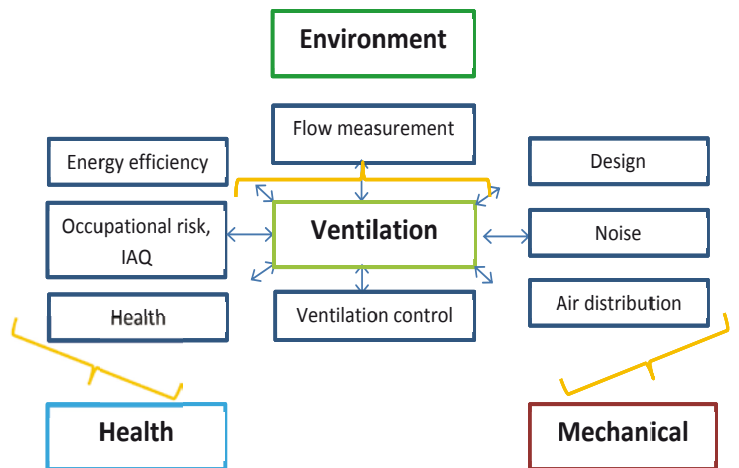 Environment
Flow measurement
Energy efficiency
Design
Occupational risk,
IAQ
Ventilation
Noise
Health
Ventilation control
Air distribution
Health
Mechanical